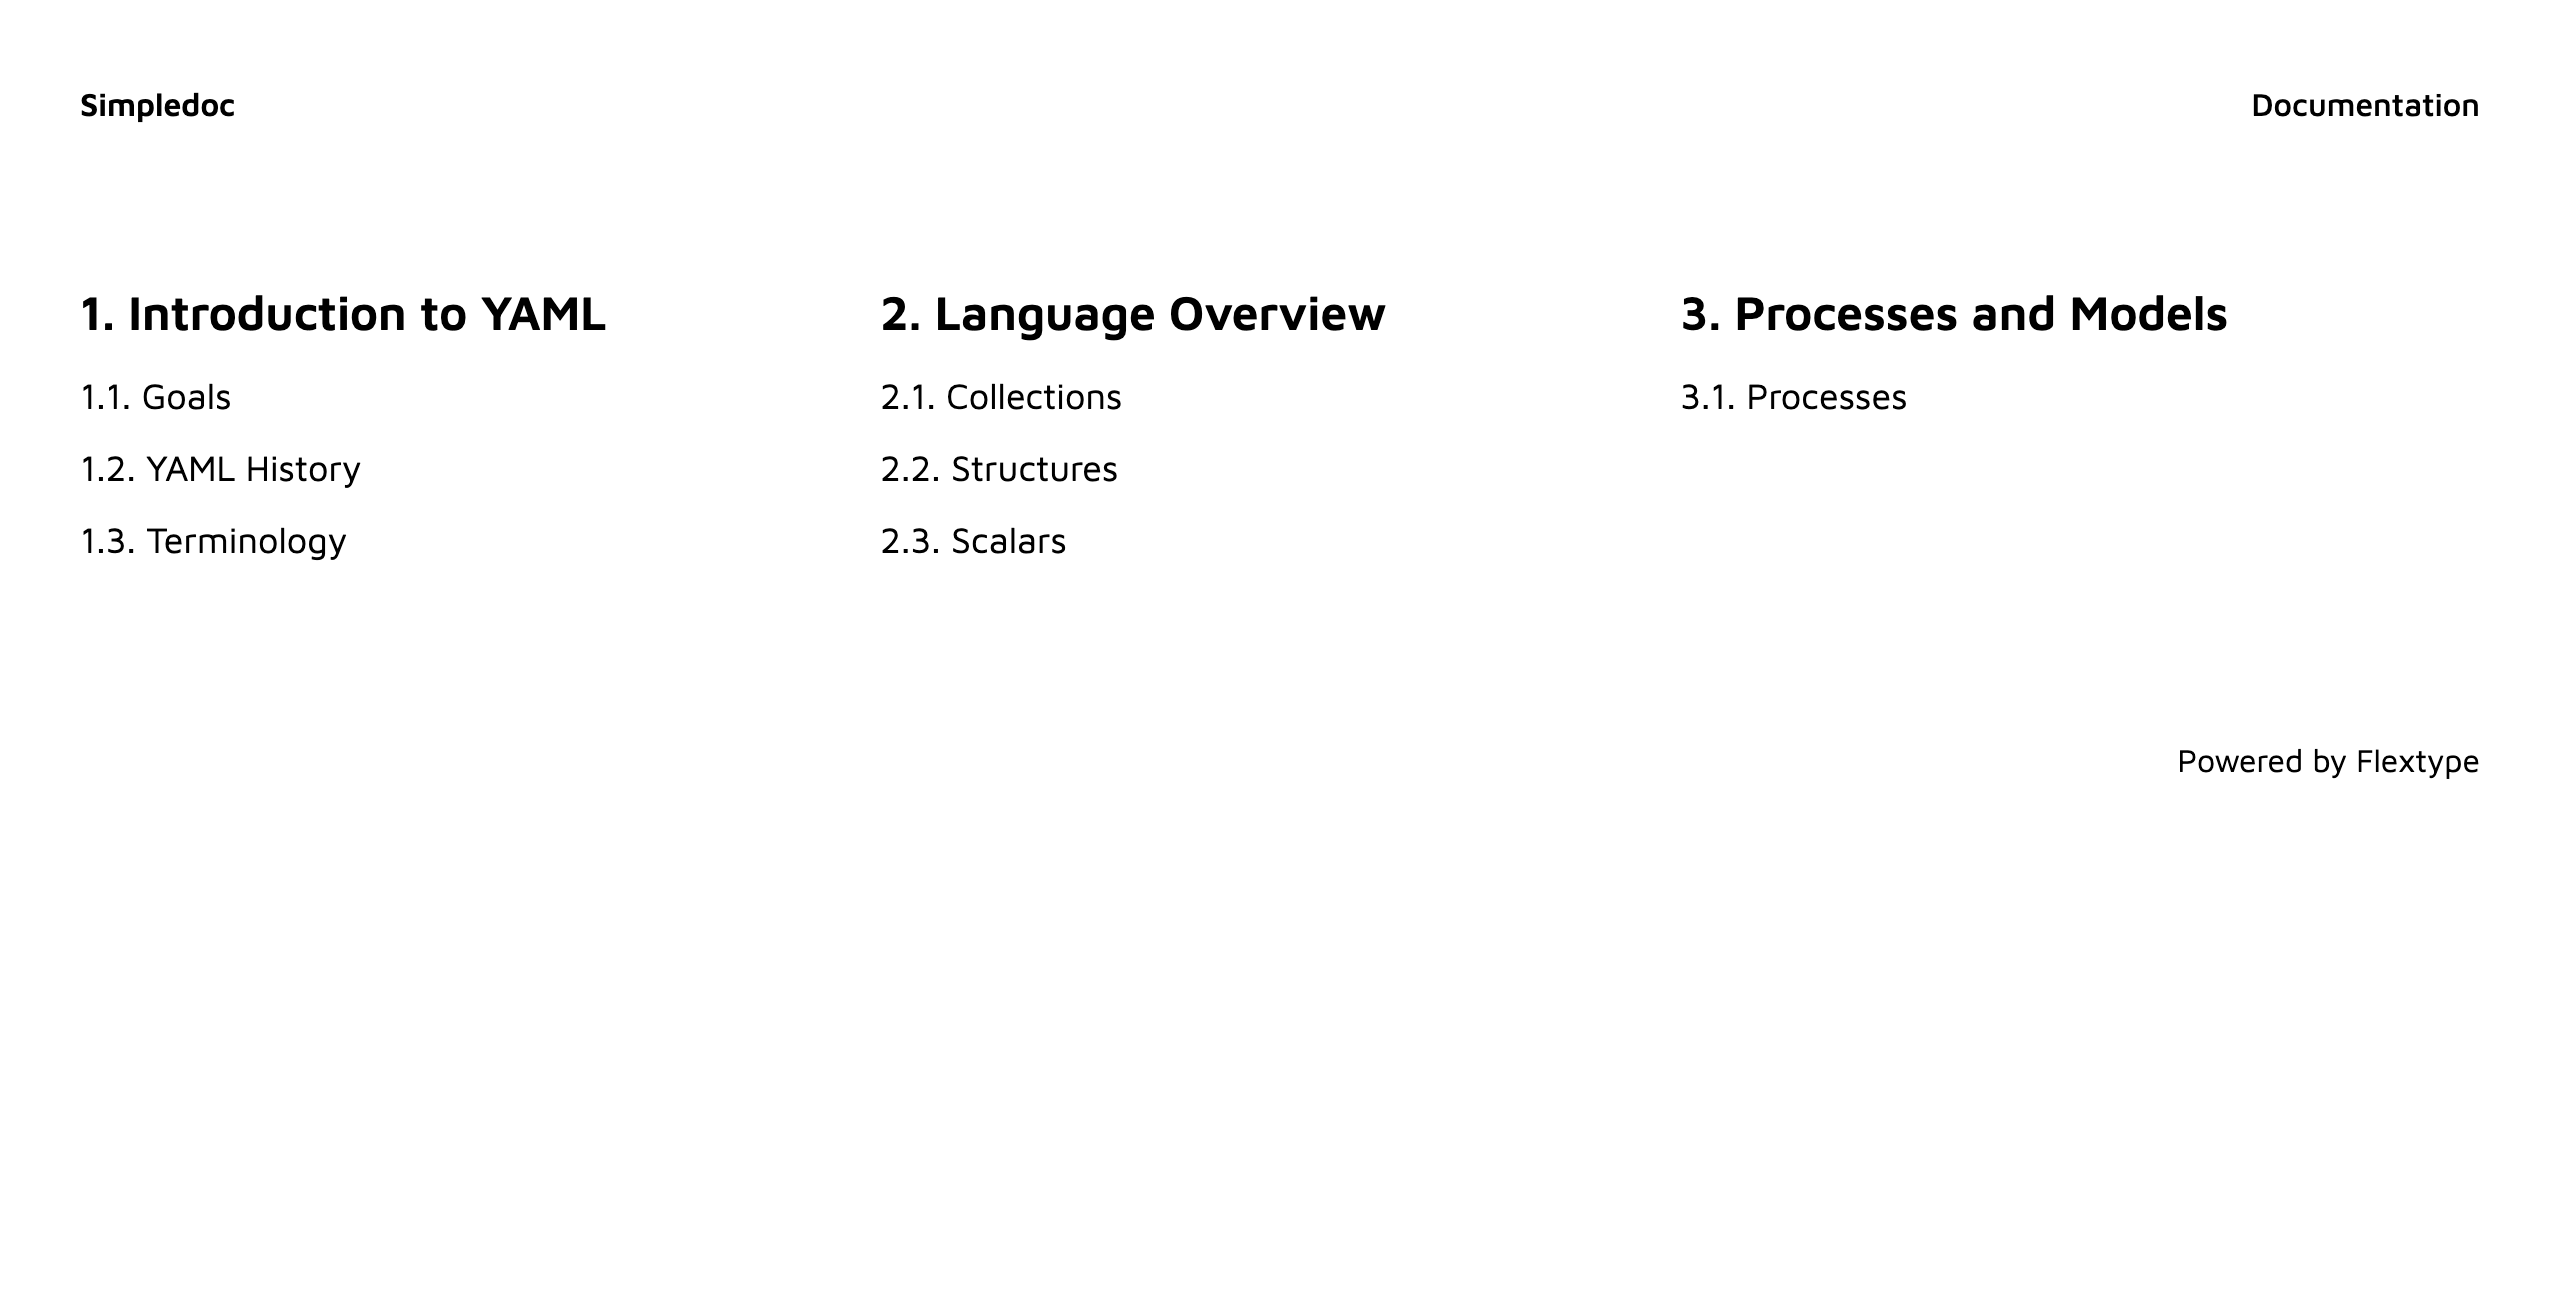 Simpledoc
Documentation
1. Introduction to YAML
1.1. Goals
1.2. YAML History
1.3. Terminology
2. Language Overview
2.1. Collections
2.2. Structures
2.3. Scalars
3. Processes and Models
3.1. Processes
Powered by Flextype